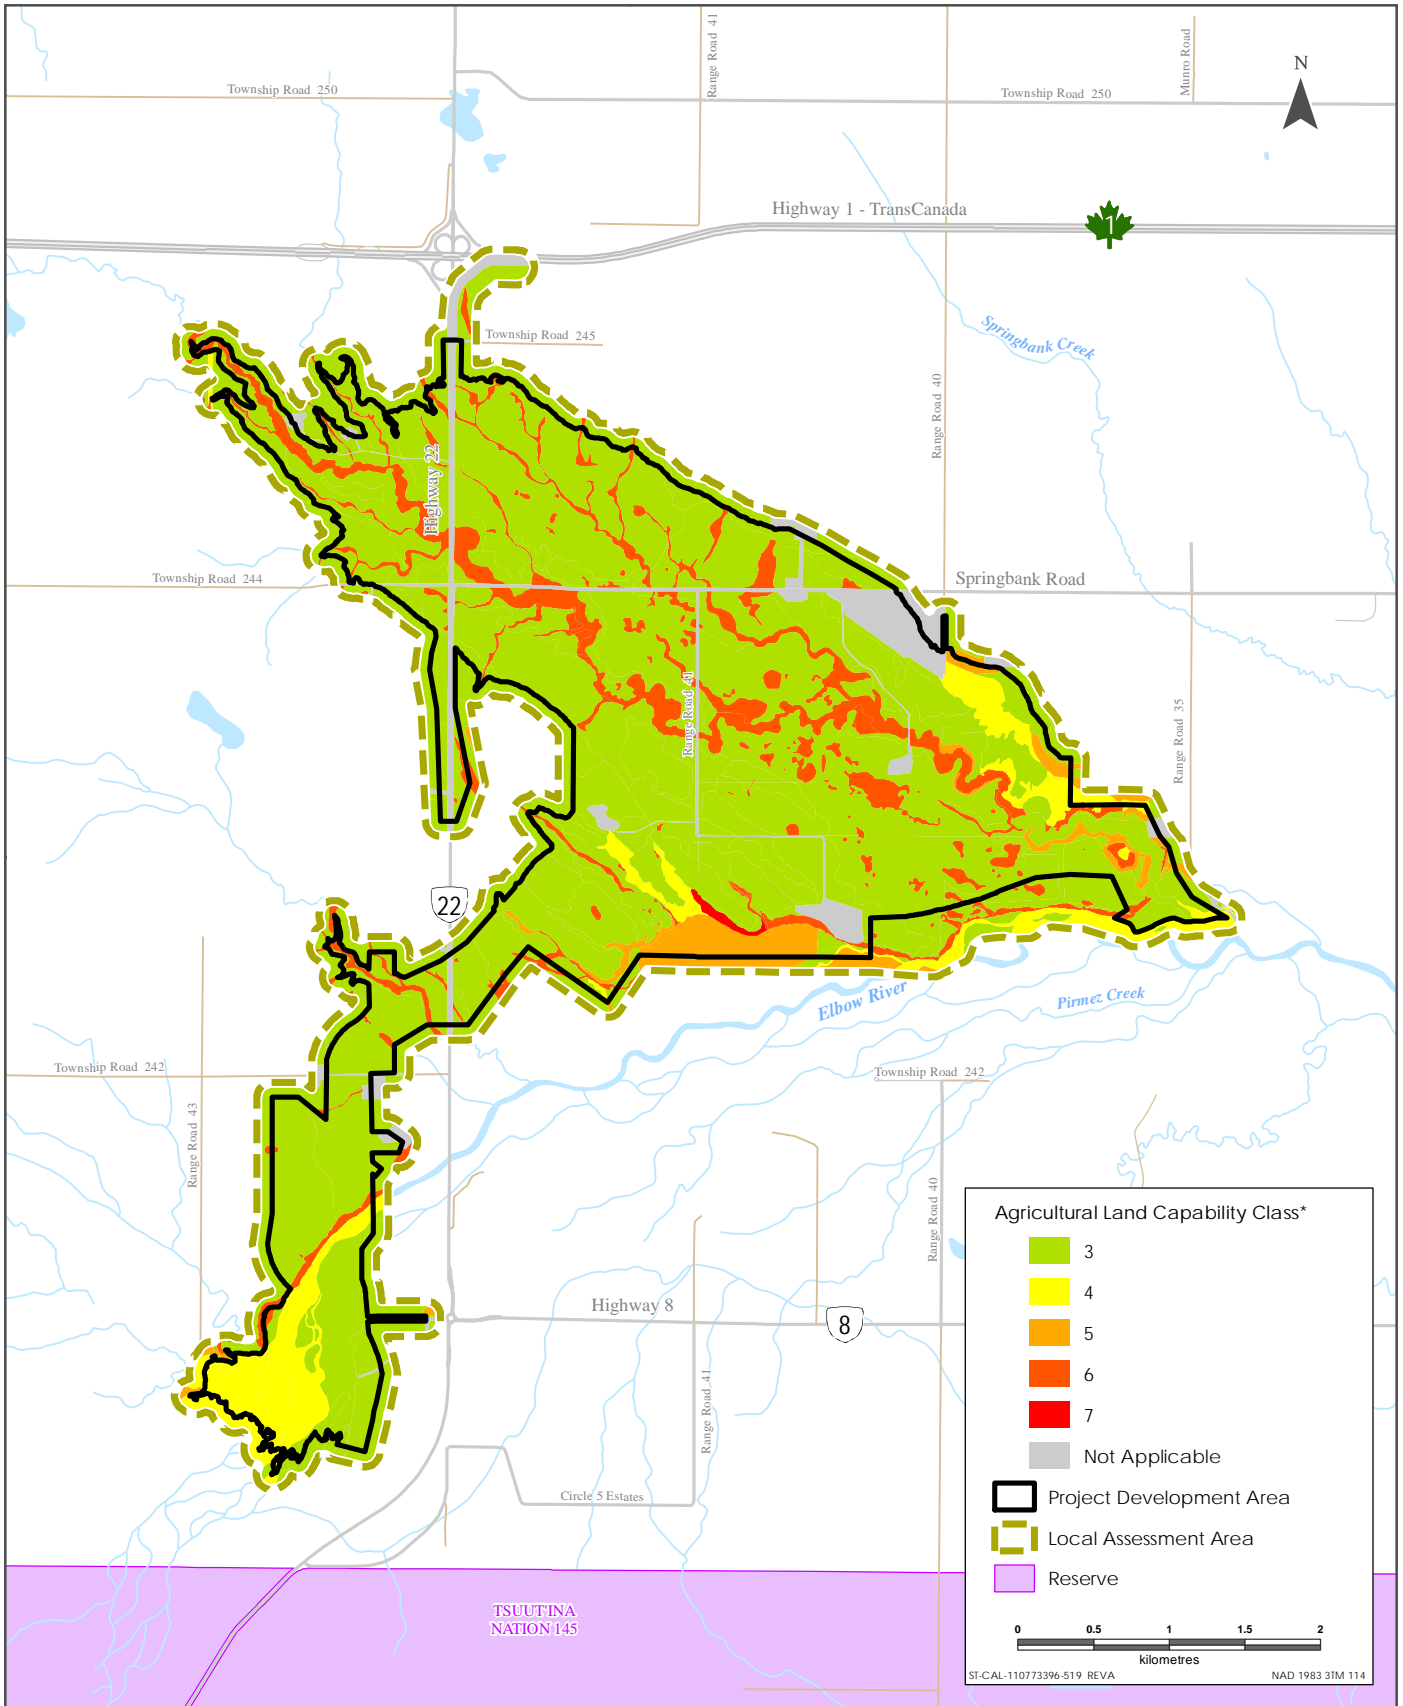 Range Road 41
Munro Road
N
Township Road 250
Township Road 250
Highway 1 - TransCanada
1
Township Road 245
Springbank Creek
Range Road 40
Highway 22
Township Road 244
Springbank Road
Range Road 41
Range Road 35
22
Elbow River
Pirmez Creek
Township Road 242
Township Road 242
Range Road 43
Range Road 40
Highway 8
8
Range Road 41
Circle 5 Estates
TSUUT'INA
NATION 145
Agricultural Land Capability Class*
3
4
5
6
7
Not Applicable
Project Development Area
Local Assessment Area
Reserve
0 0.5 1 1.5 2
kilometres
ST-CAL-110773396-519 REVA NAD 1983 3TM 114